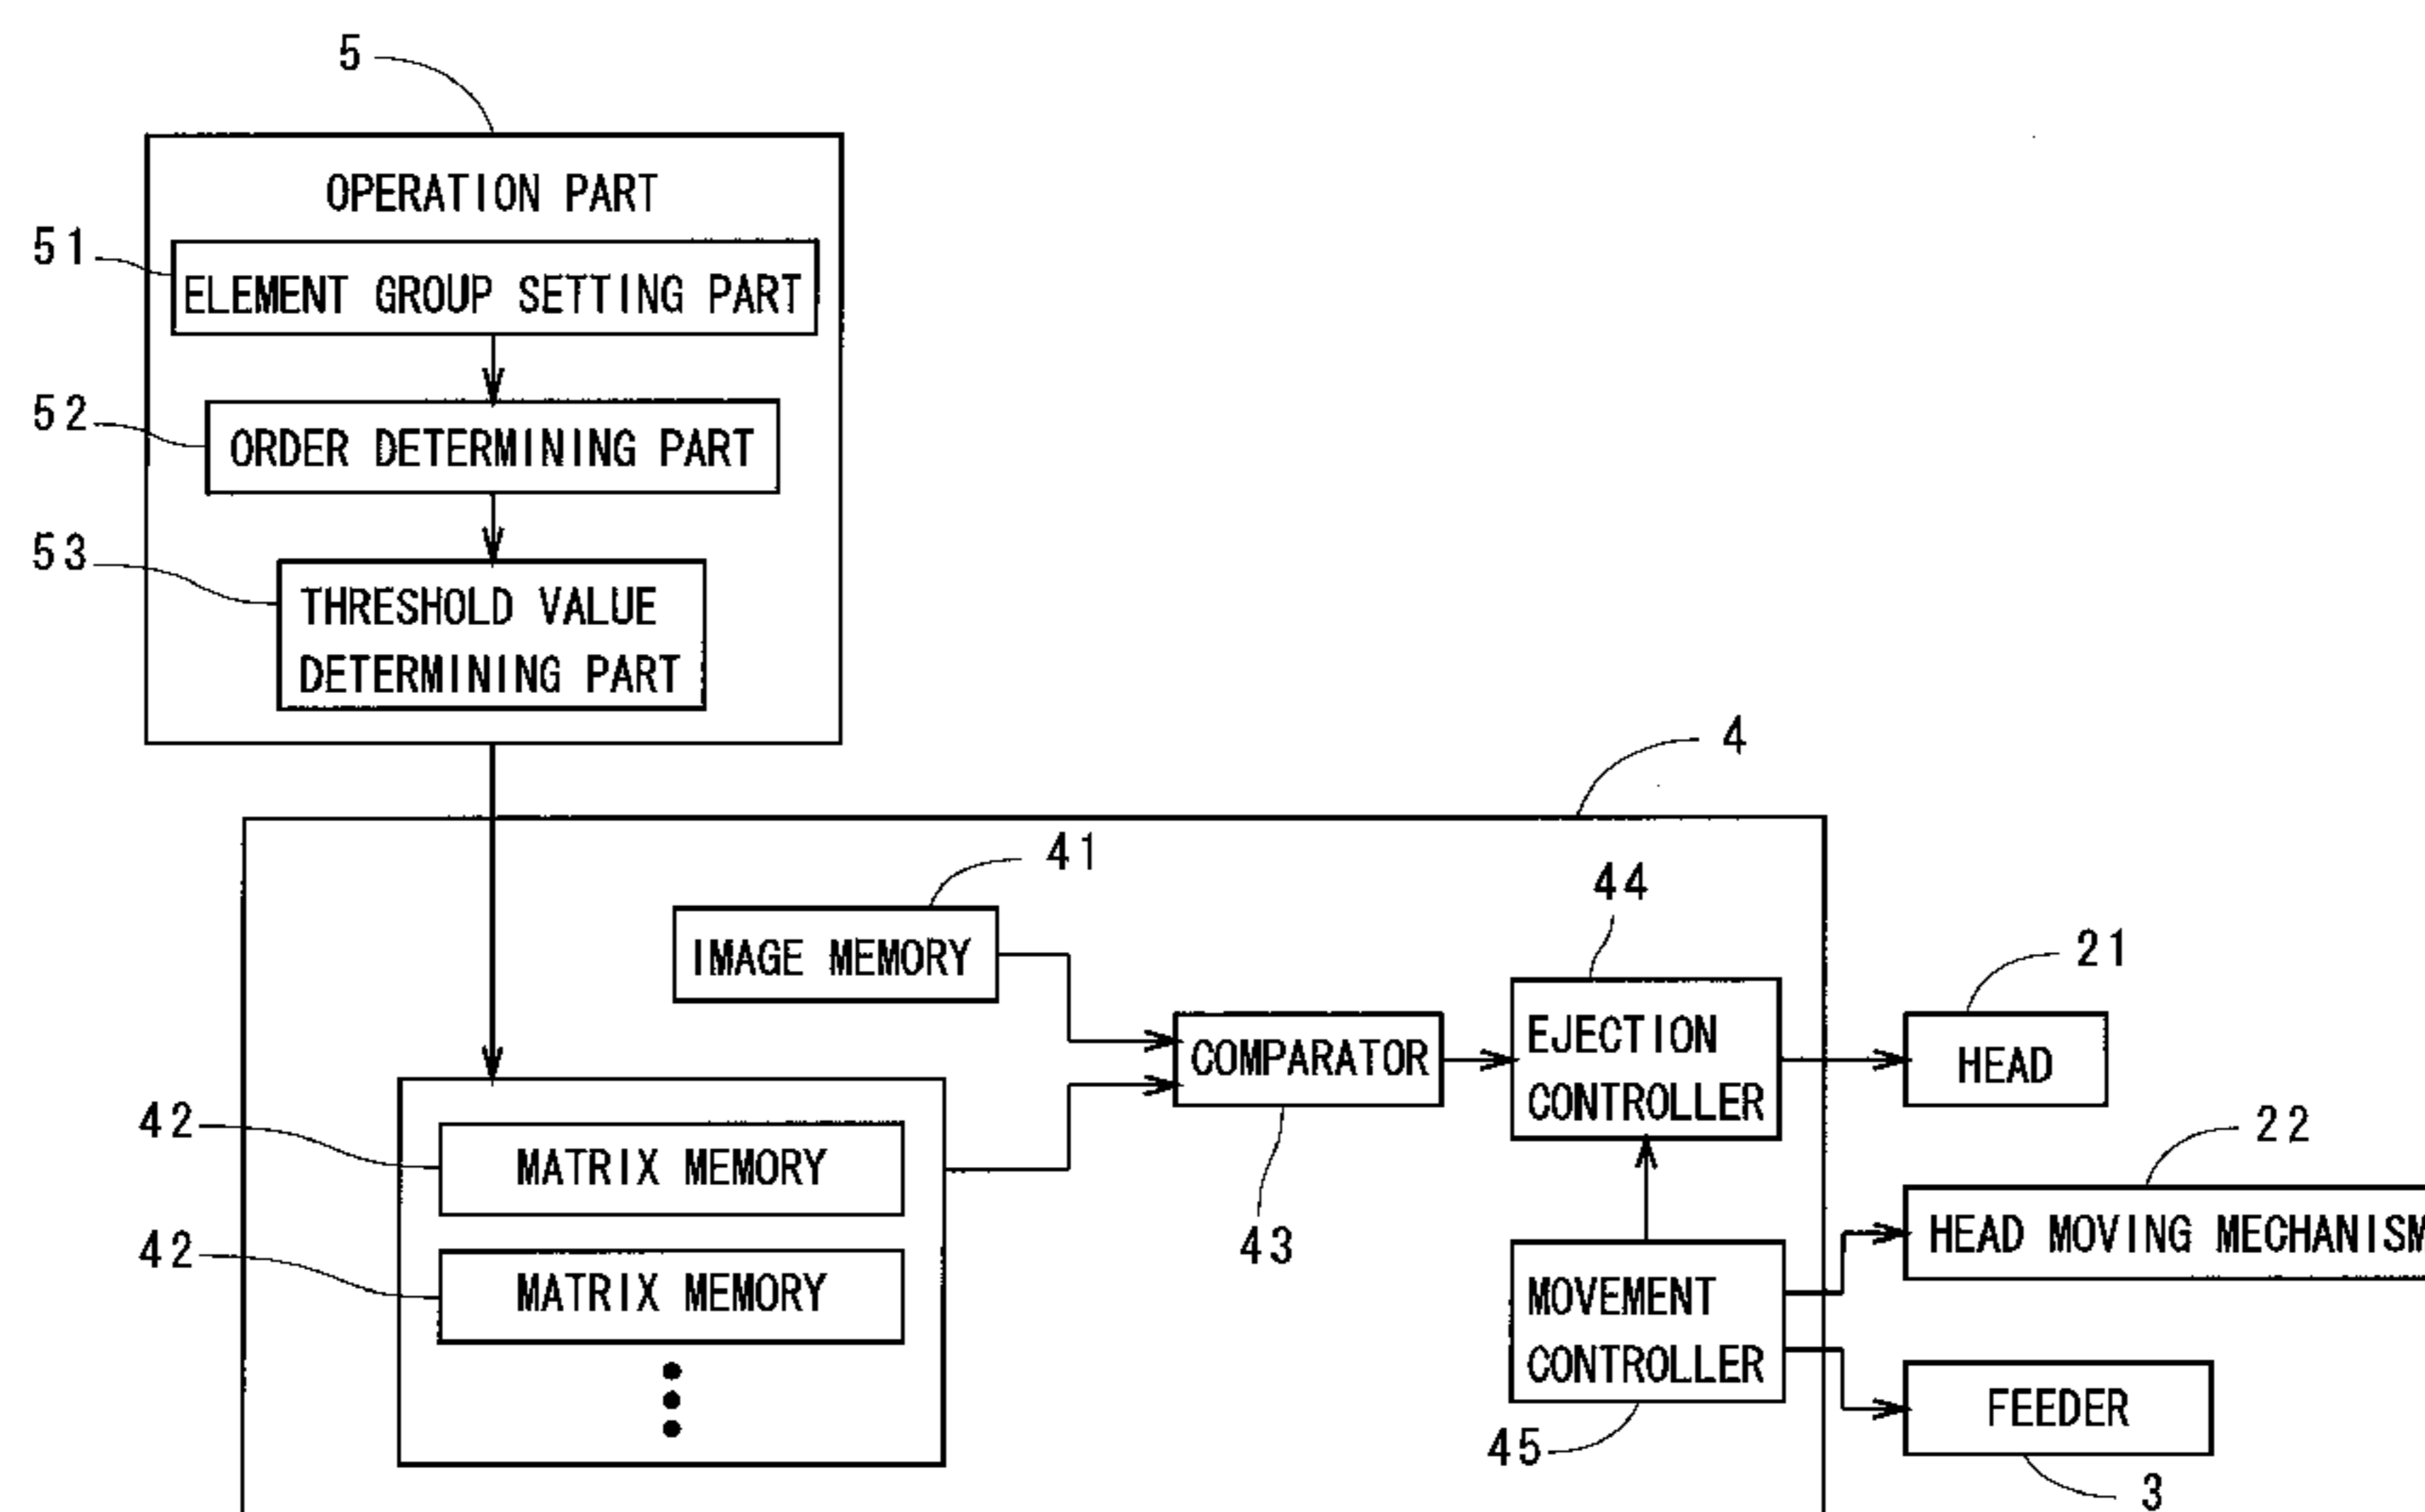 5
OPERATION PART
51
ELEMENT GROUP SETTING PART
52
ORDER DETERMINING PART
53
THRESHOLD VALUE
DETERMINING PART
4
41
IMAGE MEMORY
44
EJECTION
CONTROLLER
21
HEAD
COMPARATOR
43
42
MATRIX MEMORY
42
MATRIX MEMORY
22
HEAD MOVING MECHANISM
MOVEMENT
CONTROLLER
45
FEEDER
3